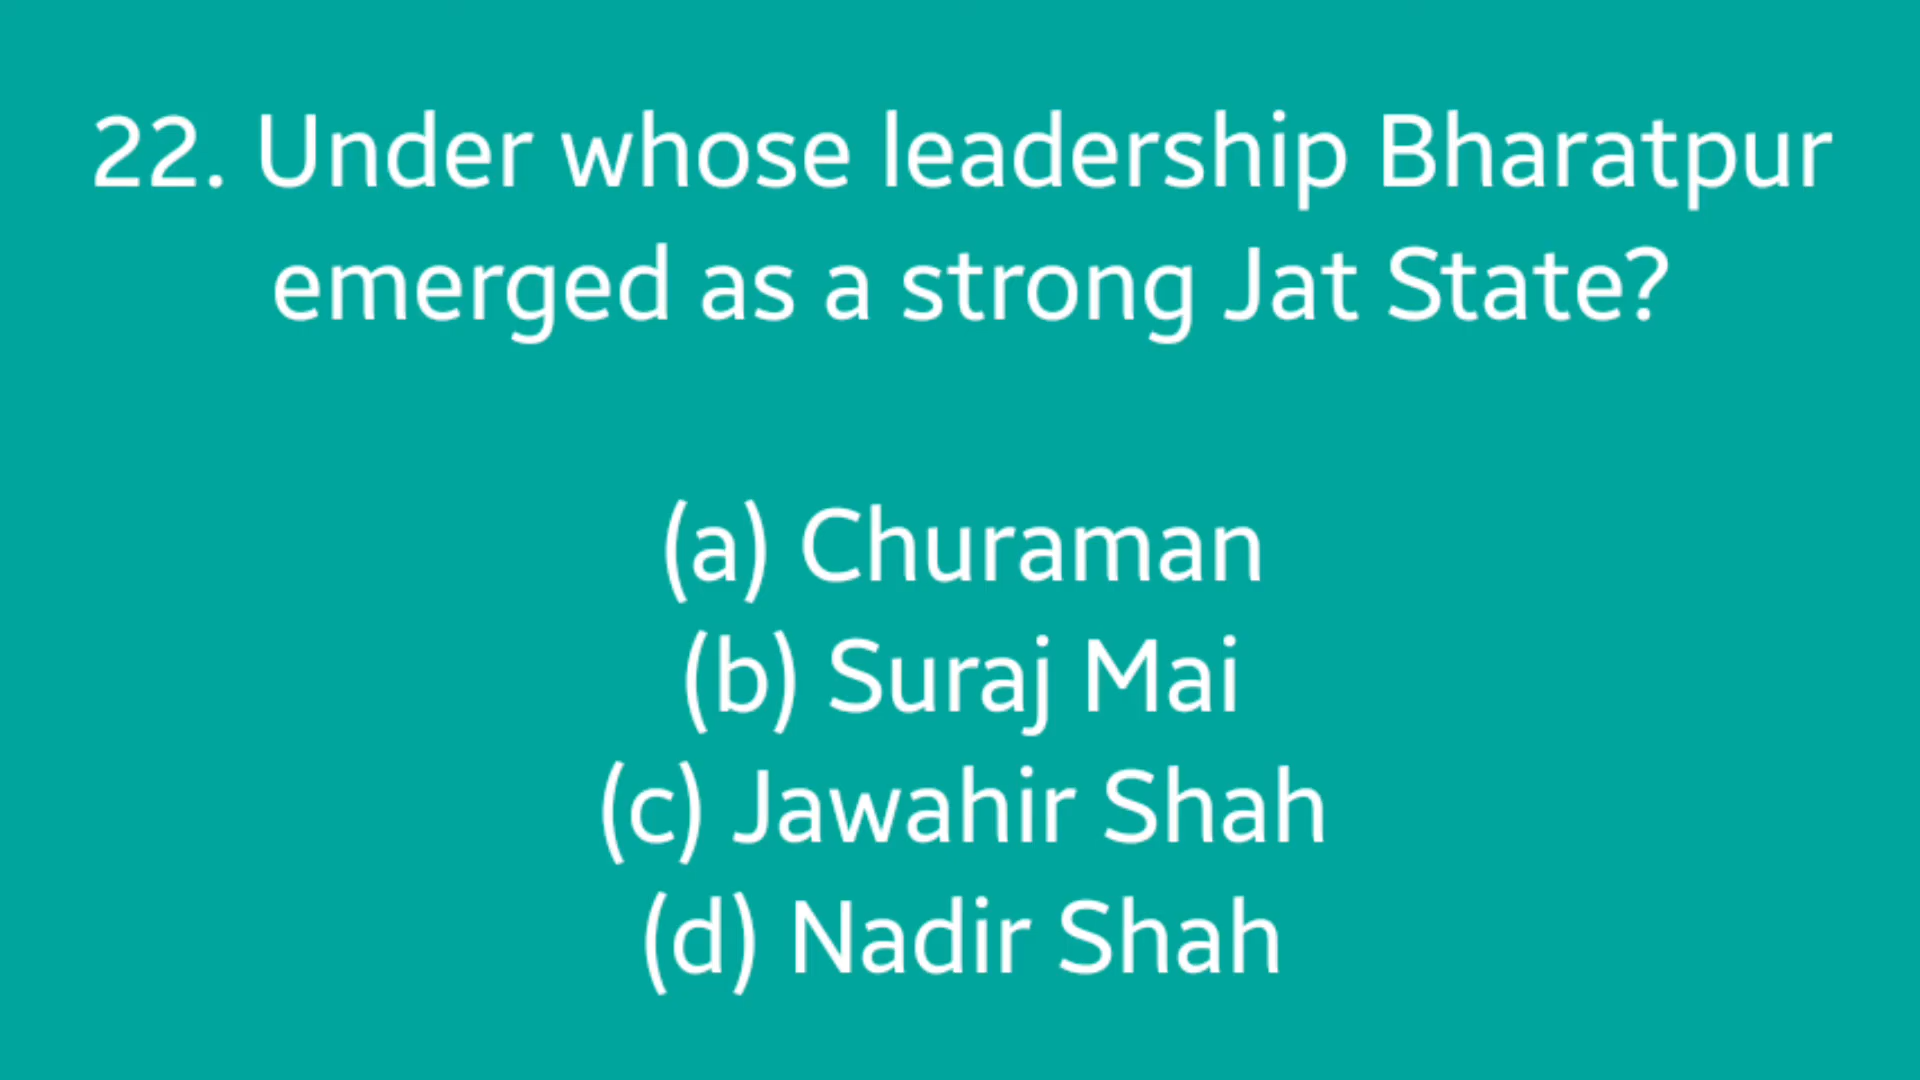 22. Under whose leadership Bharatpur
emerged as a strong Jat State?
(a) Churaman
(b) Suraj Mai
(c) Jawahir Shah
(d) Nadir Shah